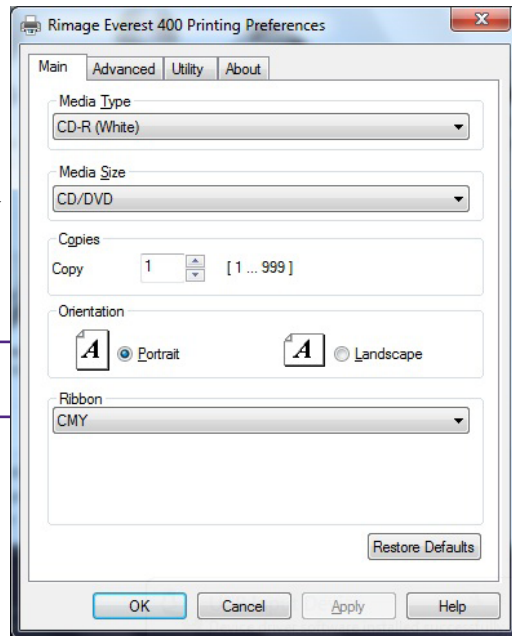 Rimage Everest 400 Printing Preferences
Main Advanced Utility About
Media Type
CD-R (White)
Media Size
CD/DVD
Copies
Copy 1 [ 1 ... 999 ]
Orientation
A Portrait A Landscape
Ribbon
CMY
Restore Defaults
OK Cancel Apply Help